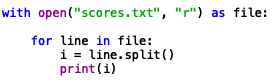 with open("scores.txt", "r") as file:
    for line in file:
        i = line.split()
        print(i)